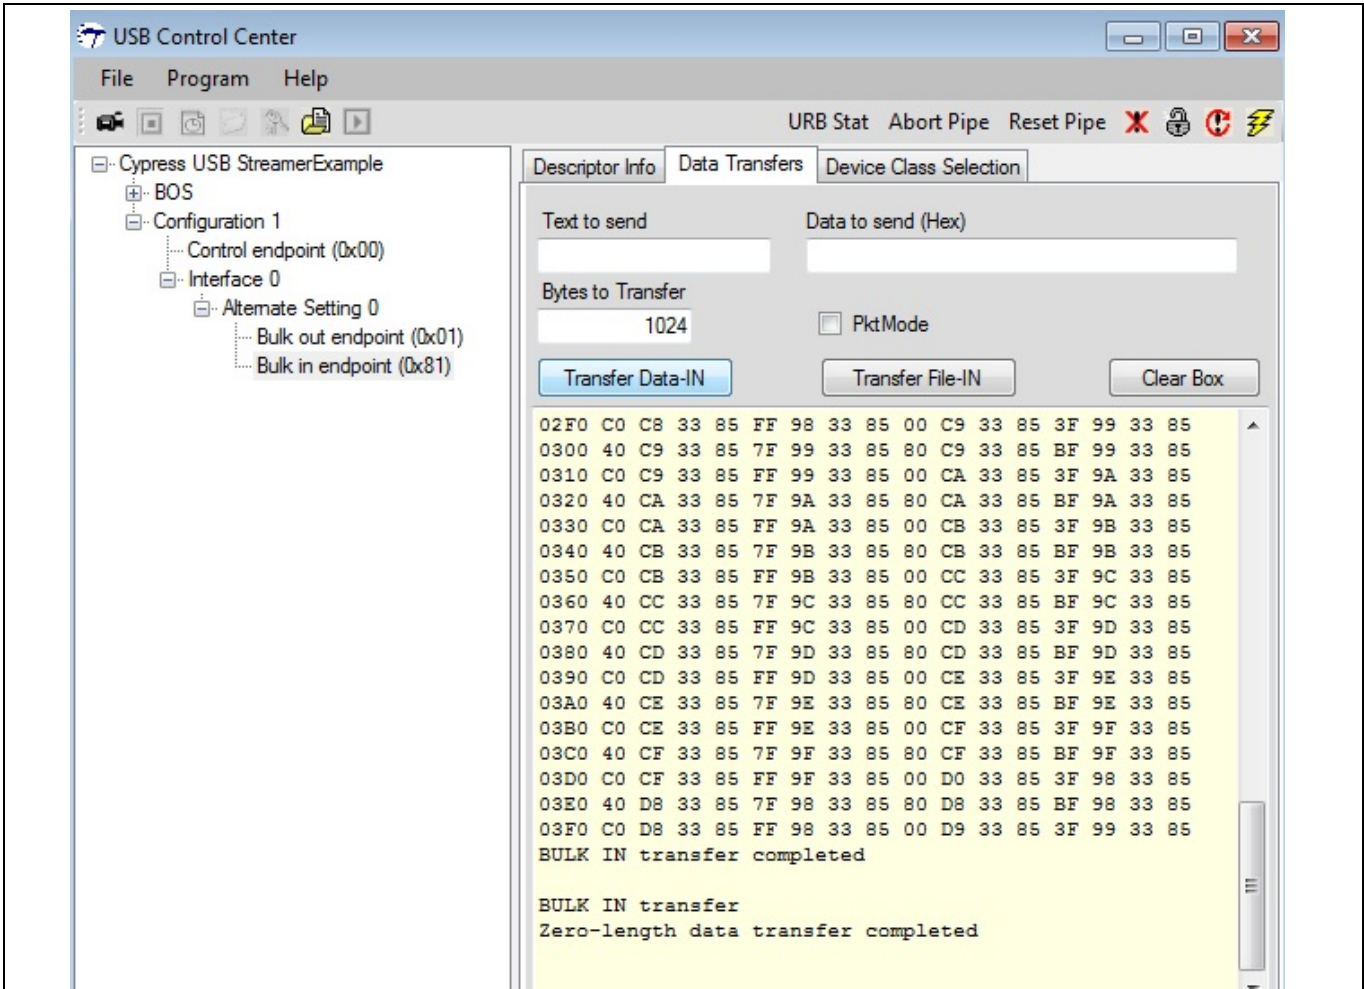 USB Control Center
File Program Help
URB Stat Abort Pipe Reset Pipe
Cypress USB StreamerExample
BOS
Configuration 1
Control endpoint (0x00)
Interface 0
Alternate Setting 0
Bulk out endpoint (0x01)
Bulk in endpoint (0x81)
Descriptor Info Data Transfers Device Class Selection
Text to send Data to send (Hex)
Bytes to Transfer
1024 PktMode
Transfer Data-IN Transfer File-IN Clear Box
02F0 C0 C8 33 85 FF 98 33 85 00 C9 33 85 3F 99 33 85
0300 40 C9 33 85 7F 99 33 85 80 C9 33 85 BF 99 33 85
0310 C0 C9 33 85 FF 99 33 85 00 CA 33 85 3F 9A 33 85
0320 40 CA 33 85 7F 9A 33 85 80 CA 33 85 BF 9A 33 85
0330 C0 CA 33 85 FF 9A 33 85 00 CB 33 85 3F 9B 33 85
0340 40 CB 33 85 7F 9B 33 85 80 CB 33 85 BF 9B 33 85
0350 C0 CB 33 85 FF 9B 33 85 00 CC 33 85 3F 9C 33 85
0360 40 CC 33 85 7F 9C 33 85 80 CC 33 85 BF 9C 33 85
0370 C0 CC 33 85 FF 9C 33 85 00 CD 33 85 3F 9D 33 85
0380 40 CD 33 85 7F 9D 33 85 80 CD 33 85 BF 9D 33 85
0390 C0 CD 33 85 FF 9D 33 85 00 CE 33 85 3F 9E 33 85
03A0 40 CE 33 85 7F 9E 33 85 80 CE 33 85 BF 9E 33 85
03B0 C0 CE 33 85 FF 9E 33 85 00 CF 33 85 3F 9F 33 85
03C0 40 CF 33 85 7F 9F 33 85 80 CF 33 85 BF 9F 33 85
03D0 C0 CF 33 85 FF 9F 33 85 00 D0 33 85 3F 98 33 85
03E0 40 D8 33 85 7F 98 33 85 80 D8 33 85 BF 98 33 85
03F0 C0 D8 33 85 FF 98 33 85 00 D9 33 85 3F 99 33 85
BULK IN transfer completed
BULK IN transfer
Zero-length data transfer completed